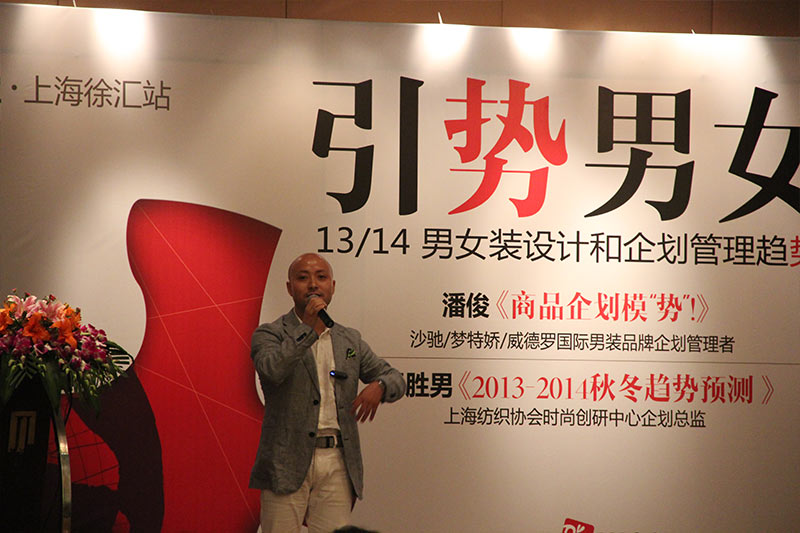 ·上海徐汇站
引势男女
13/14 男女装设计和企划管理趋势
潘俊《商品企划模“势”!》
沙驰/梦特娇/威德罗国际男装品牌企划管理者
胜男《2013-2014秋冬趋势预测 》
上海纺织协会时尚创研中心企划总监